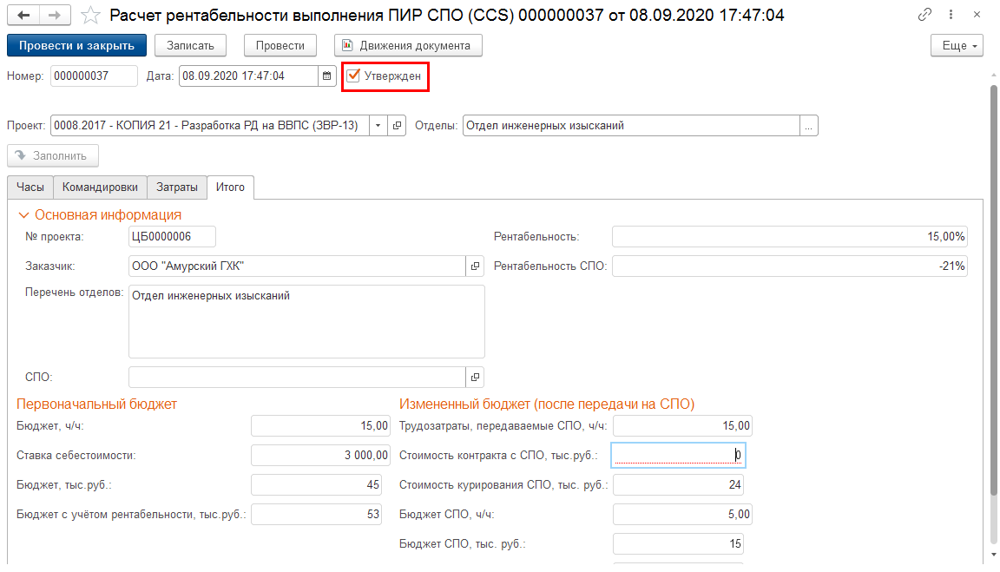 Расчет рентабельности выполнения ПИР СПО (CCS) 000000037 от 08.09.2020 17:47:04
Провести и закрыть Записать Провести Движения документа Еще
Номер: 000000037 Дата: 08.09.2020 17:47:04 Утвержден
Проект: 0008.2017 - КОПИЯ 21 - Разработка РД на ВВПС (ЗВР-13) Отделы: Отдел инженерных изысканий ...
Заполнить
Часы Командировки Затраты Итого
Основная информация
№ проекта: ЦБ0000006 Рентабельность: 15,00%
Заказчик: ООО "Амурский ГХК" Рентабельность СПО: -21%
Перечень отделов: Отдел инженерных изысканий
СПО:
Первоначальный бюджет Измененный бюджет (после передачи на СПО)
Бюджет, ч/ч: 15,00 Трудозатраты, передаваемые СПО, ч/ч: 15,00
Ставка себестоимости: 3 000,00 Стоимость контракта с СПО, тыс.руб.: 0
Бюджет, тыс.руб: 45 Стоимость курирования СПО, тыс. руб.: 24
Бюджет с учётом рентабельности, тыс.руб.: 53 Бюджет СПО, ч/ч: 5,00
Бюджет СПО, тыс. руб.: 15